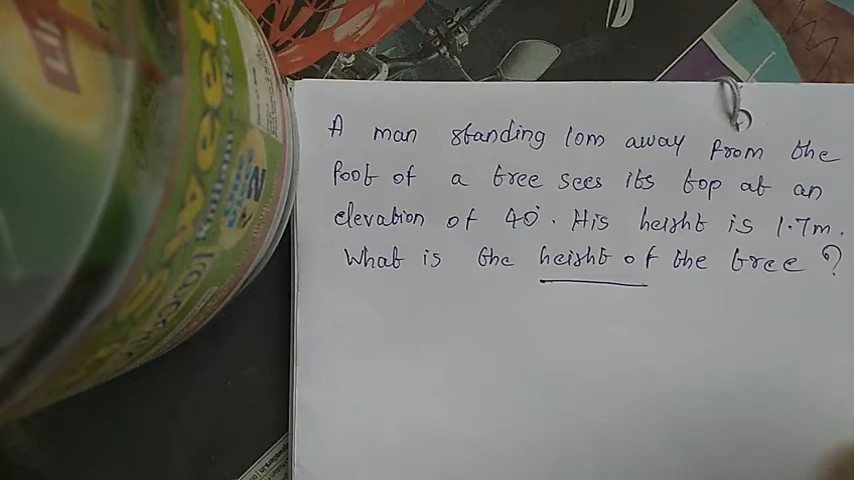 A man standing 10m away from the
foot of a tree sees its top at an
elevation of 40°. His height is 1.7m.
What is the height of the tree ?